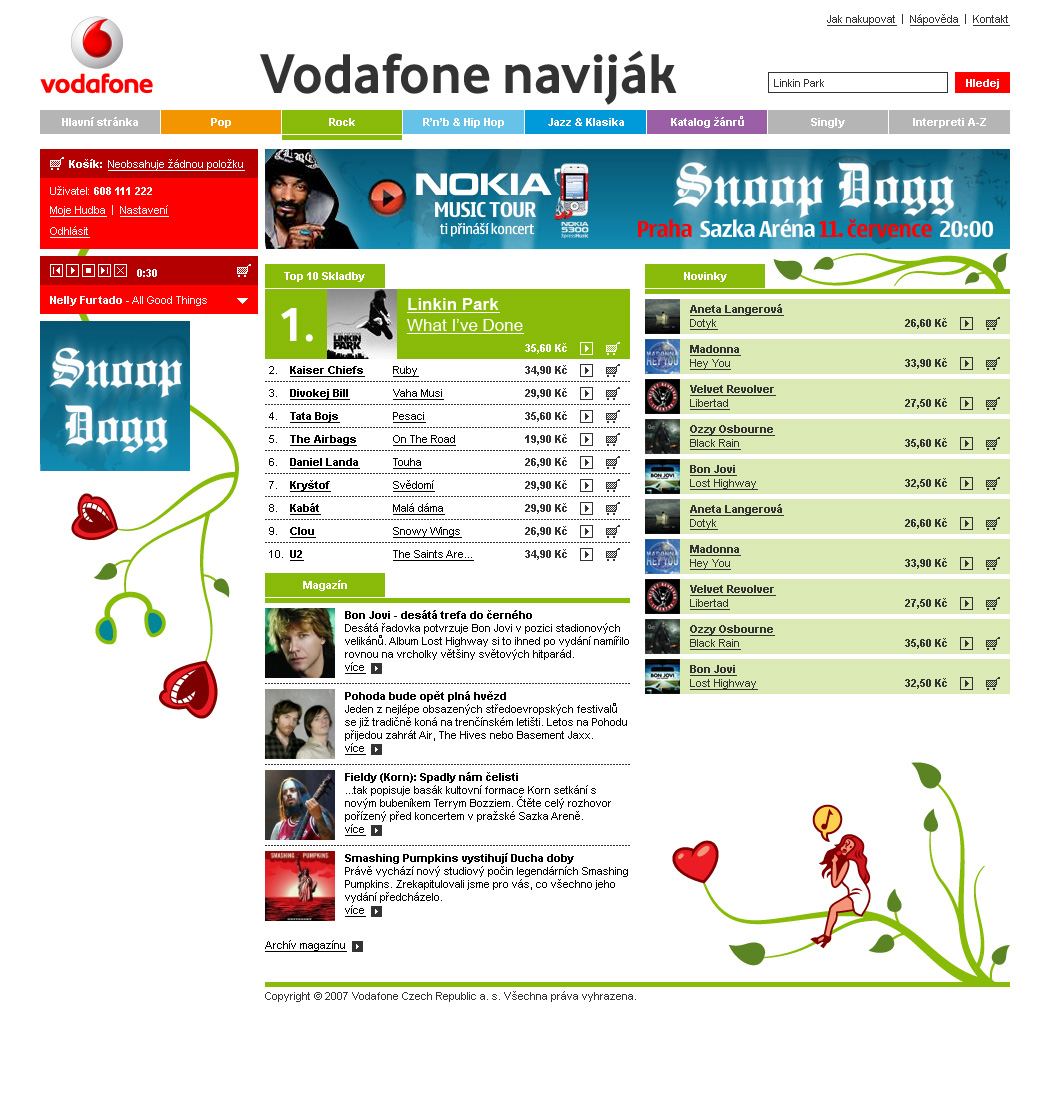 Jak nakupovat | Nápověda | Kontakt
vodafone
Vodafone naviják
Linkin Park
Hledej
Hlavní stránka
Pop
Rock
R'n'b & Hip Hop
Jazz & Klasika
Katalog žánrů
Singly
Interpreti A-Z
Košík: Neobsahuje žádnou položku
Uživatel: 608 111 222
Moje Hudba | Nastavení
Odhlásit
0:30
Nelly Furtado - All Good Things
Snoop
Dogg
NOKIA
MUSIC TOUR
ti přináší koncert
NOKIA
5300
XpressMusic
Snoop Dogg
Praha Sazka Aréna 11. července 20:00
Top 10 Skladby
1.
LINKIN
PARK
Linkin Park
What I've Done
35,60 Kč
2. Kaiser Chiefs Ruby 34,90 Kč
3. Divokej Bill Vaha Musi 29,90 Kč
4. Tata Bojs Pesaci 35,60 Kč
5. The Airbags On The Road 19,90 Kč
6. Daniel Landa Touha 26,90 Kč
7. Kryštof Svědomí 29,90 Kč
8. Kabát Malá dáma 29,90 Kč
9. Clou Snowy Wings 26,90 Kč
10. U2 The Saints Are... 34,90 Kč
Magazín
Bon Jovi - desátá trefa do černého
Desátá řadovka potvrzuje Bon Jovi v pozici stadionových
velikánů. Album Lost Highway si to ihned po vydání namířilo
rovnou na vrcholky většiny světových hitparád.
více
Pohoda bude opět plná hvězd
Jeden z nejlépe obsazených středoevropských festivalů
se již tradičně koná na trenčínském letišti. Letos na Pohodu
přijedou zahrát Air, The Hives nebo Basement Jaxx.
více
Fieldy (Korn): Spadly nám čelisti
...tak popisuje basák kultovní formace Korn setkání s
novým bubeníkem Terrym Bozziem. Čtěte celý rozhovor
pořízený před koncertem v pražské Sazka Areně.
více
SMASHING PUMPKINS
Smashing Pumpkins vystihují Ducha doby
Právě vychází nový studiový počin legendárních Smashing
Pumpkins. Zrekapitulovali jsme pro vás, co všechno jeho
vydání předcházelo.
více
Archív magazínu
Novinky
Aneta Langerová
Dotyk 26,60 Kč
Madonna
Hey You 33,90 Kč
Velvet Revolver
Libertad 27,50 Kč
Ozzy Osbourne
Black Rain 35,60 Kč
Bon Jovi
Lost Highway 32,50 Kč
Aneta Langerová
Dotyk 26,60 Kč
Madonna
Hey You 33,90 Kč
Velvet Revolver
Libertad 27,50 Kč
Ozzy Osbourne
Black Rain 35,60 Kč
Bon Jovi
Lost Highway 32,50 Kč
Copyright © 2007 Vodafone Czech Republic a. s. Všechna práva vyhrazena.